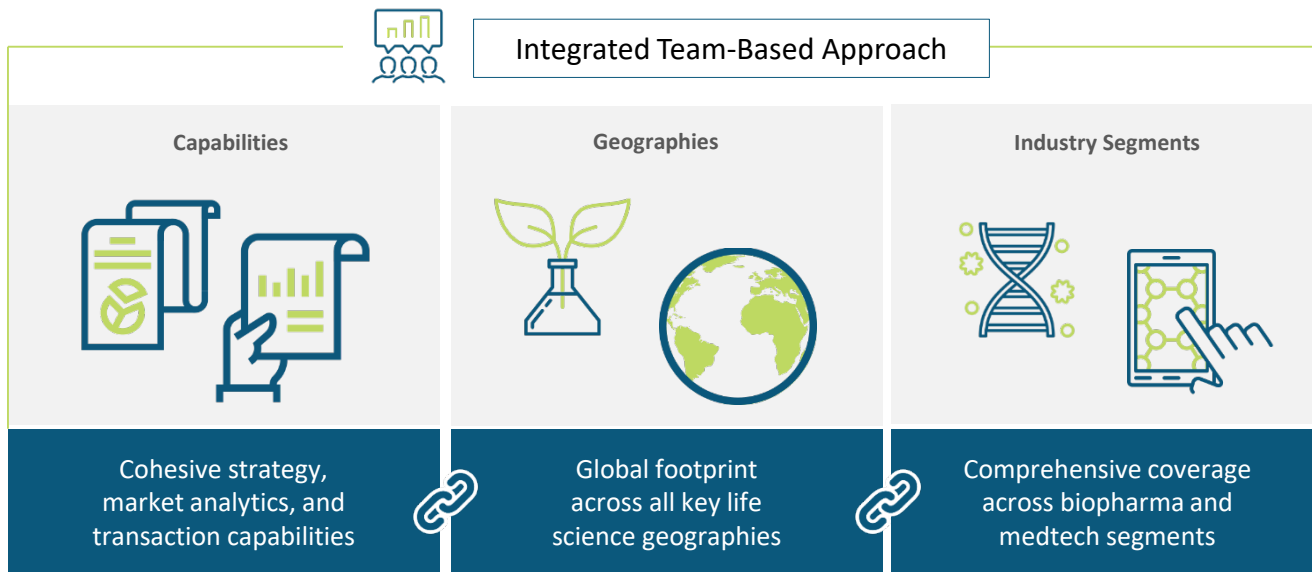 Integrated Team-Based Approach
Capabilities
Geographies
Industry Segments
Cohesive strategy,
market analytics, and
transaction capabilities
Global footprint
across all key life
science geographies
Comprehensive coverage
across biopharma and
medtech segments